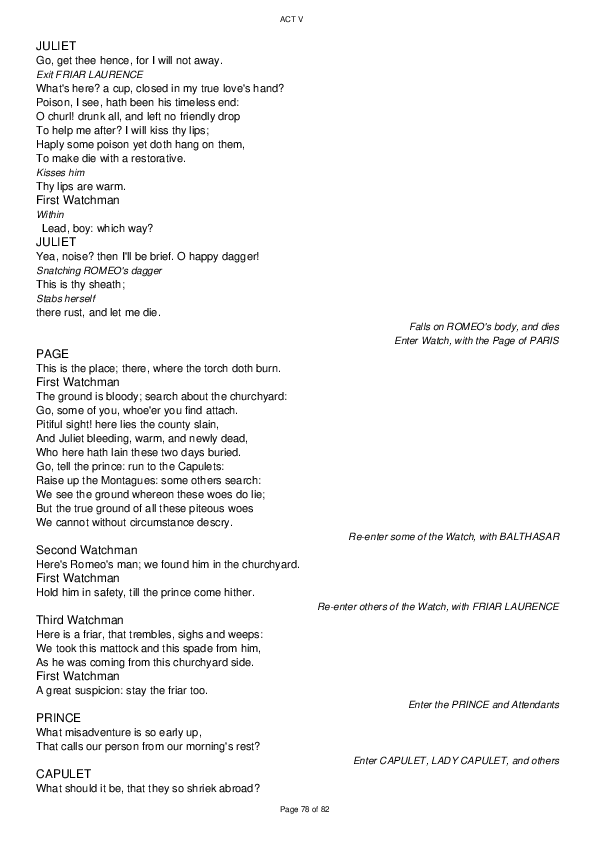 ACT V
JULIET
Go, get thee hence, for I will not away.
Exit FRIAR LAURENCE
What's here? a cup, closed in my true love's hand?
Poison, I see, hath been his timeless end:
O churl! drunk all, and left no friendly drop
To help me after? I will kiss thy lips;
Haply some poison yet doth hang on them,
To make die with a restorative.
Kisses him
Thy lips are warm.
First Watchman
Within
Lead, boy: which way?
JULIET
Yea, noise? then I'll be brief. O happy dagger!
Snatching ROMEO's dagger
This is thy sheath;
Stabs herself
there rust, and let me die.
Falls on ROMEO's body, and dies
Enter Watch, with the Page of PARIS
PAGE
This is the place; there, where the torch doth burn.
First Watchman
The ground is bloody; search about the churchyard:
Go, some of you, whoe'er you find attach.
Pitiful sight! here lies the county slain,
And Juliet bleeding, warm, and newly dead,
Who here hath lain these two days buried.
Go, tell the prince: run to the Capulets:
Raise up the Montagues: some others search:
We see the ground whereon these woes do lie;
But the true ground of all these piteous woes
We cannot without circumstance descry.
Re-enter some of the Watch, with BALTHASAR
Second Watchman
Here's Romeo's man; we found him in the churchyard.
First Watchman
Hold him in safety, till the prince come hither.
Re-enter others of the Watch, with FRIAR LAURENCE
Third Watchman
Here is a friar, that trembles, sighs and weeps:
We took this mattock and this spade from him,
As he was coming from this churchyard side.
First Watchman
A great suspicion: stay the friar too.
Enter the PRINCE and Attendants
PRINCE
What misadventure is so early up,
That calls our person from our morning's rest?
Enter CAPULET, LADY CAPULET, and others
CAPULET
What should it be, that they so shriek abroad?
Page 78 of 82